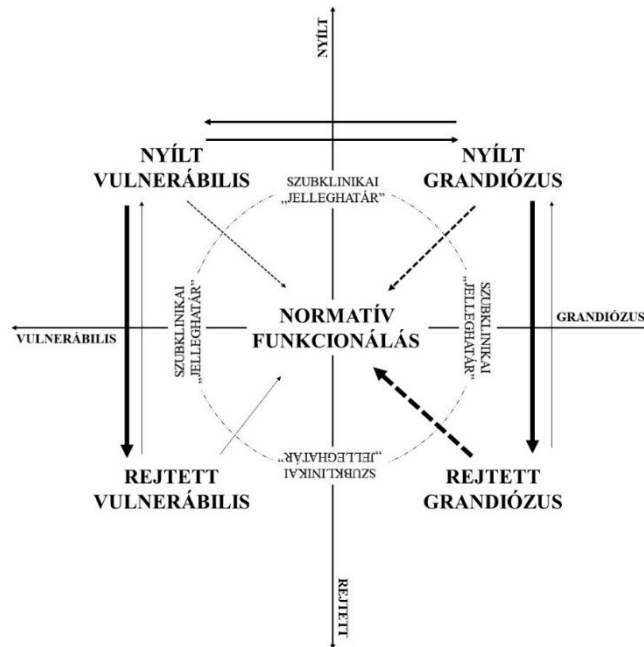 NYÍLT
NYÍLT
VULNERÁBILIS
NYÍLT
GRANDIÓZUS
SZUBKLINIKAI
„JELLEGHATÁR”
SZUBKLINIKAI
„JELLEGHATÁR”
NORMATÍV
FUNKCIONÁLÁS
SZUBKLINIKAI
„JELLEGHATÁR”
VULNERÁBILIS
GRANDIÓZUS
SZUBKLINIKAI
„JELLEGHATÁR”
REJTETT
VULNERÁBILIS
REJTETT
GRANDIÓZUS
REJTETT